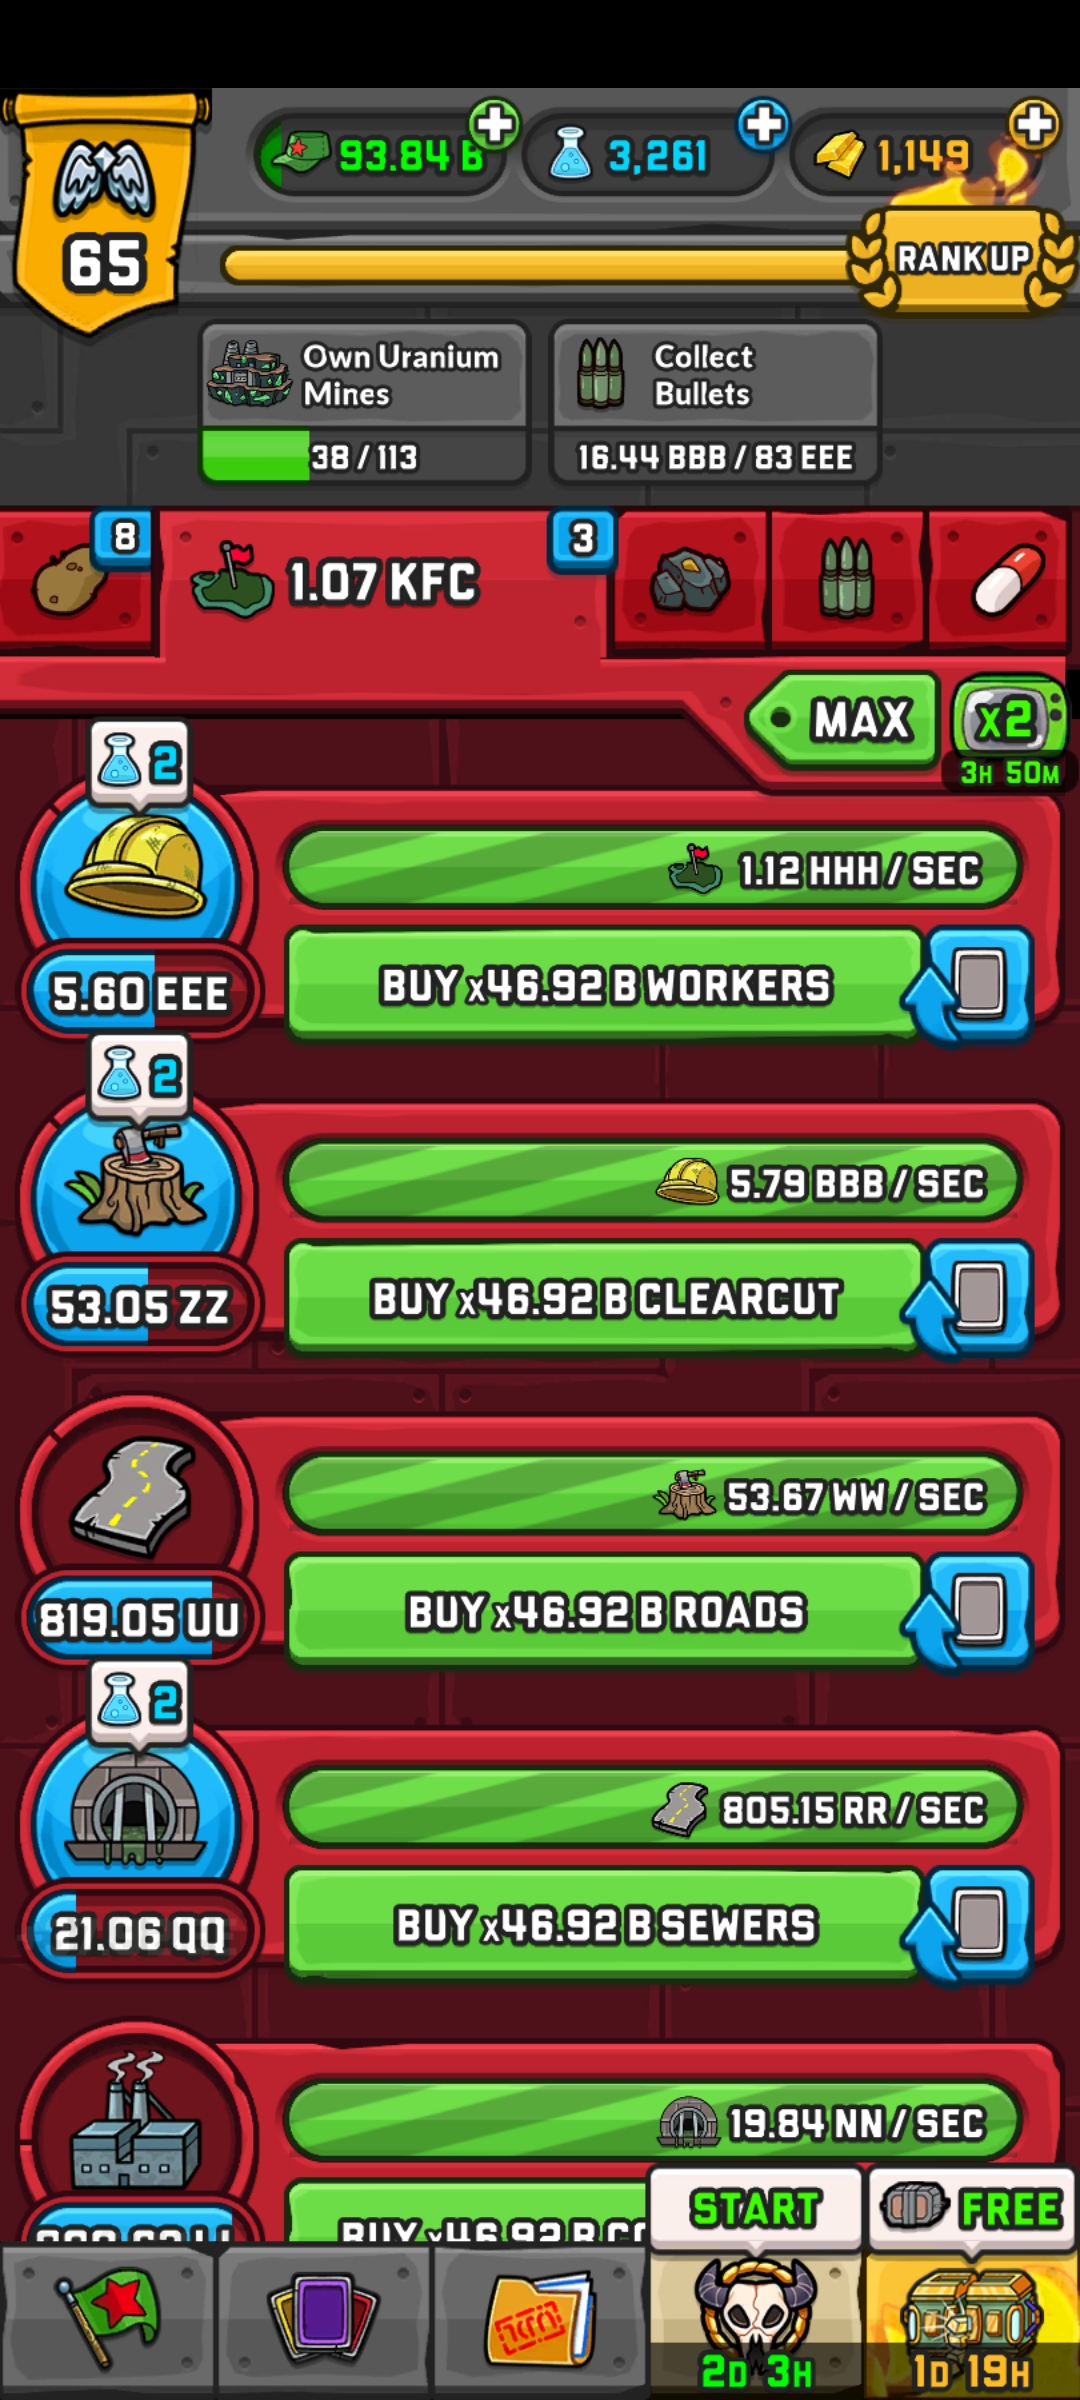 93.84 B
3,261
1,149
65
RANK UP
Own Uranium
Mines
38 / 113
Collect
Bullets
16.44 BBB / 83 EEE
8
1.07 KFC
3
MAX
x2
3H 50M
2
1.12 HHH / SEC
5.60 EEE
BUY x46.92 B WORKERS
2
5.79 BBB / SEC
53.05 ZZ
BUY x46.92 B CLEARCUT
53.67 WW / SEC
819.05 UU
BUY x46.92 B ROADS
2
805.15 RR / SEC
21.06 QQ
BUY x46.92 B SEWERS
19.84 NN / SEC
BUY x46.92 B
START
FREE
2D 3H
1D 19H